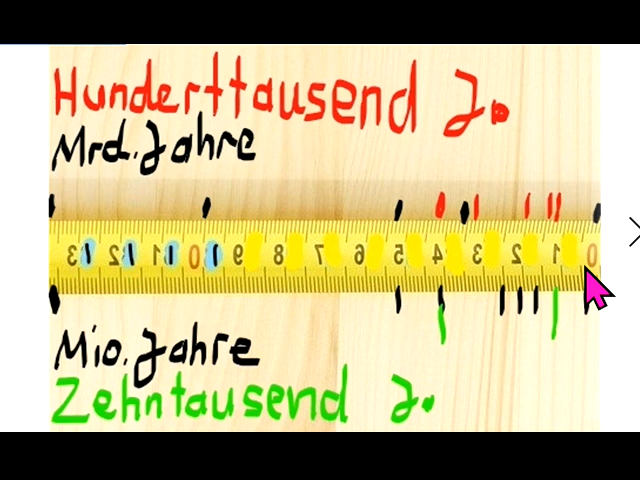 Hunderttausend J.
Mrd. Jahre
13 12 11 10 9 8 7 6 5 4 3 2 1 0
Mio. Jahre
Zehntausend J.